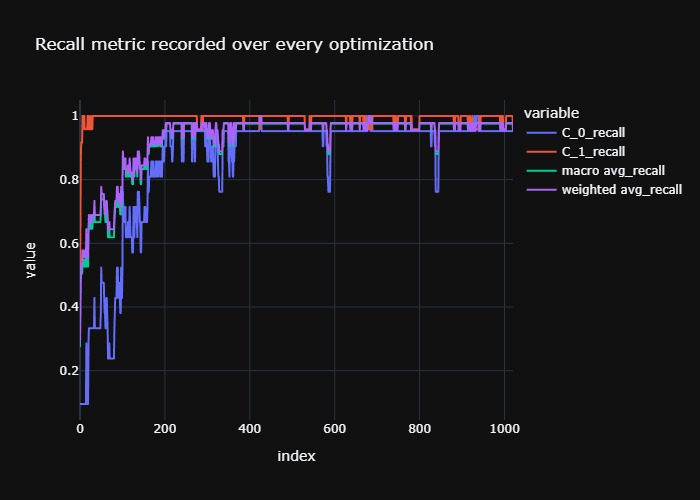 Recall metric recorded over every optimization
variable
C_0_recall
C_1_recall
macro avg_recall
weighted avg_recall
value
1
0.8
0.6
0.4
0.2
0 200 400 600 800 1000
index